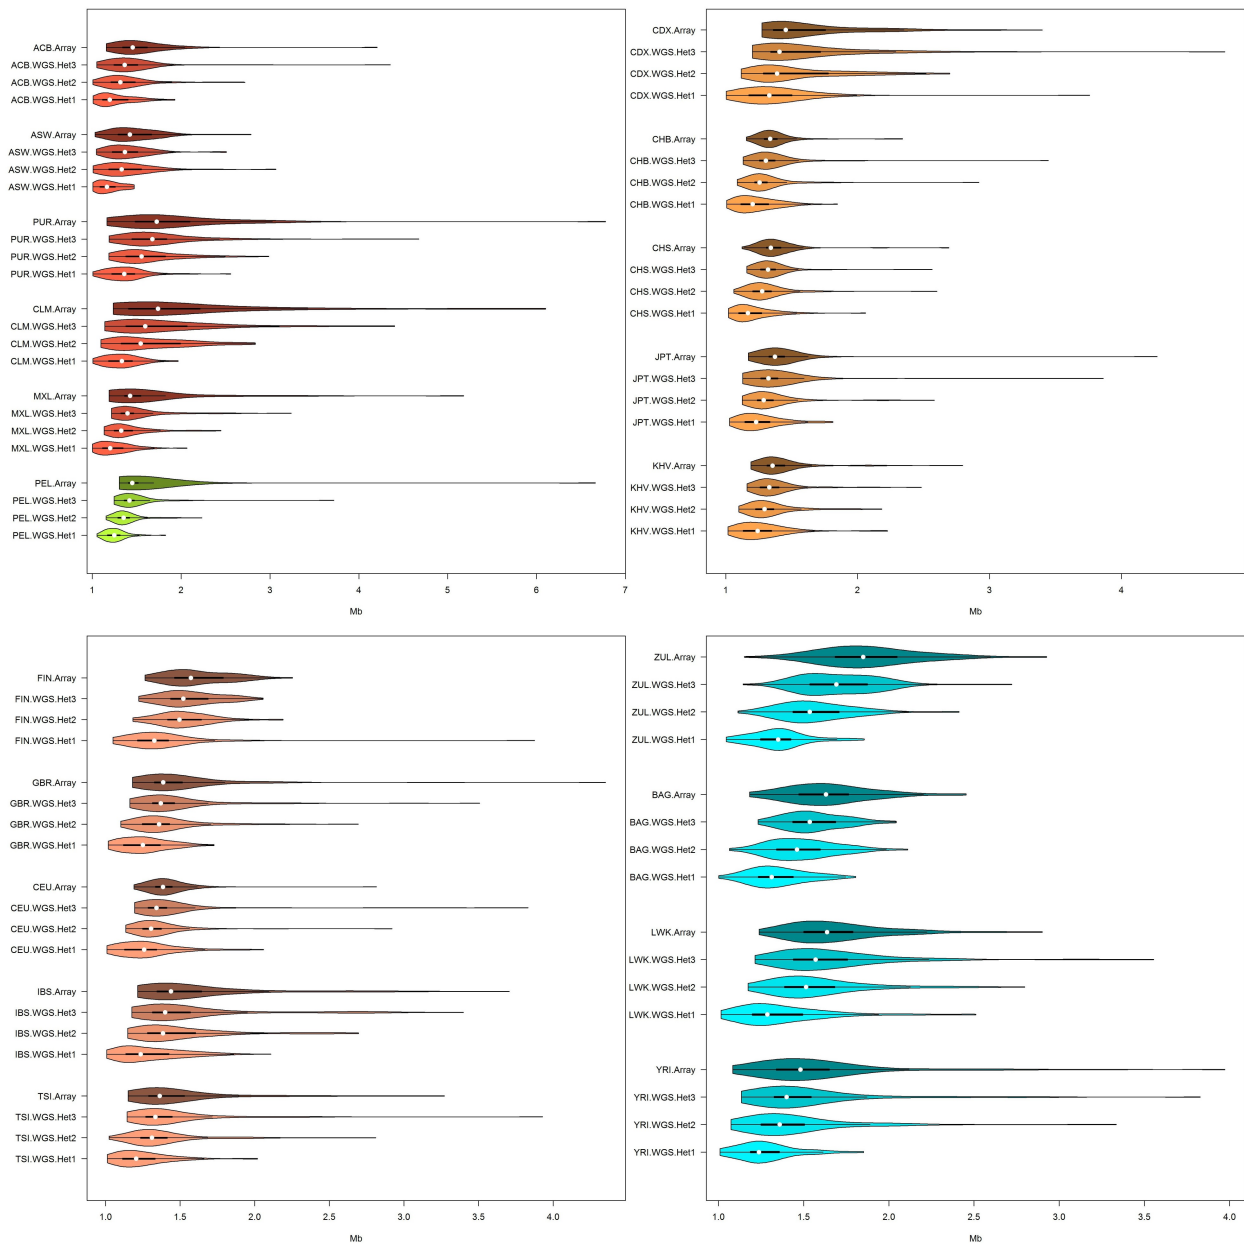 ACB.Array
ACB.WGS.Het3
ACB.WGS.Het2
ACB.WGS.Het1
ASW.Array
ASW.WGS.Het3
ASW.WGS.Het2
ASW.WGS.Het1
PUR.Array
PUR.WGS.Het3
PUR.WGS.Het2
PUR.WGS.Het1
CLM.Array
CLM.WGS.Het3
CLM.WGS.Het2
CLM.WGS.Het1
MXL.Array
MXL.WGS.Het3
MXL.WGS.Het2
MXL.WGS.Het1
PEL.Array
PEL.WGS.Het3
PEL.WGS.Het2
PEL.WGS.Het1
1 2 3 4 5 6 7
Mb
CDX.Array
CDX.WGS.Het3
CDX.WGS.Het2
CDX.WGS.Het1
CHB.Array
CHB.WGS.Het3
CHB.WGS.Het2
CHB.WGS.Het1
CHS.Array
CHS.WGS.Het3
CHS.WGS.Het2
CHS.WGS.Het1
JPT.Array
JPT.WGS.Het3
JPT.WGS.Het2
JPT.WGS.Het1
KHV.Array
KHV.WGS.Het3
KHV.WGS.Het2
KHV.WGS.Het1
1 2 3 4
Mb
FIN.Array
FIN.WGS.Het3
FIN.WGS.Het2
FIN.WGS.Het1
GBR.Array
GBR.WGS.Het3
GBR.WGS.Het2
GBR.WGS.Het1
CEU.Array
CEU.WGS.Het3
CEU.WGS.Het2
CEU.WGS.Het1
IBS.Array
IBS.WGS.Het3
IBS.WGS.Het2
IBS.WGS.Het1
TSI.Array
TSI.WGS.Het3
TSI.WGS.Het2
TSI.WGS.Het1
1.0 1.5 2.0 2.5 3.0 3.5 4.0
Mb
ZUL.Array
ZUL.WGS.Het3
ZUL.WGS.Het2
ZUL.WGS.Het1
BAG.Array
BAG.WGS.Het3
BAG.WGS.Het2
BAG.WGS.Het1
LWK.Array
LWK.WGS.Het3
LWK.WGS.Het2
LWK.WGS.Het1
YRI.Array
YRI.WGS.Het3
YRI.WGS.Het2
YRI.WGS.Het1
1.0 1.5 2.0 2.5 3.0 3.5 4.0
Mb